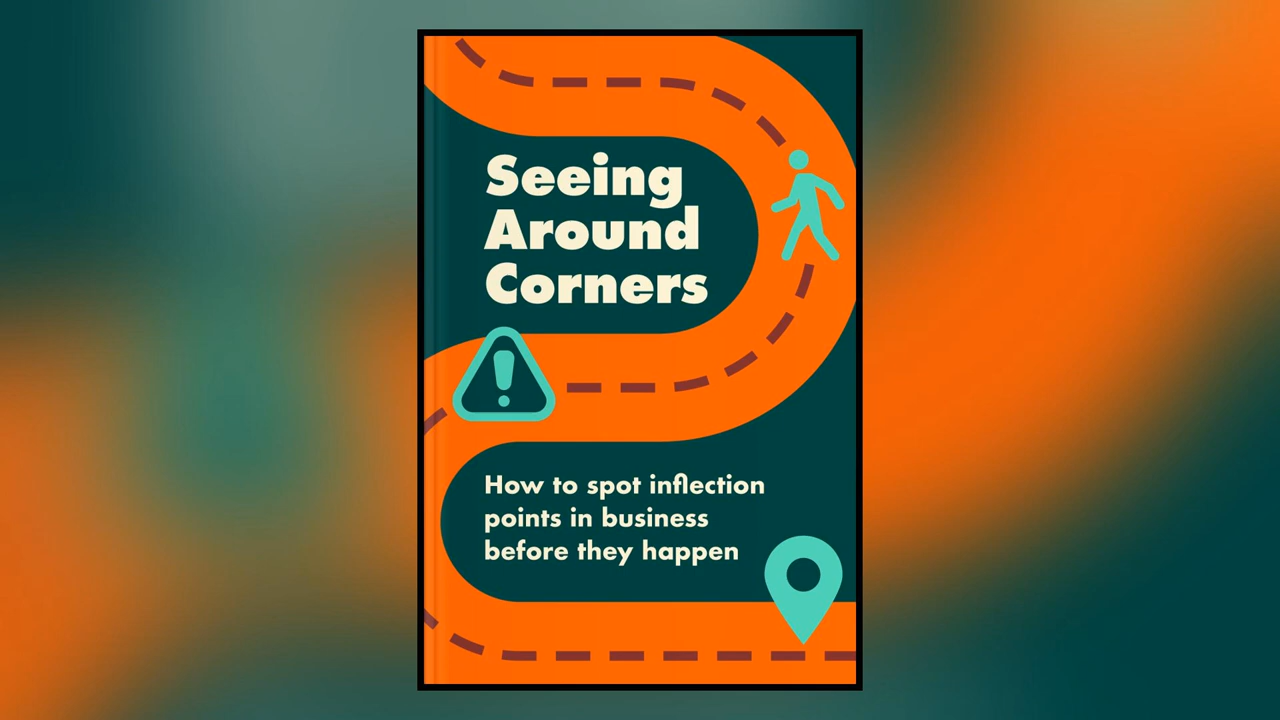 Seeing
Around
Corners
How to spot inflection
points in business
before they happen